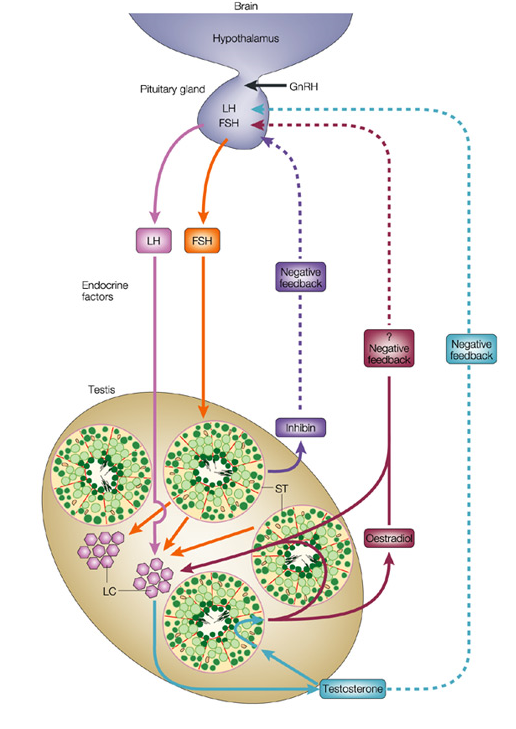 Brain
Hypothalamus
Pituitary gland
GnRH
LH
FSH
LH
FSH
Endocrine
factors
Negative
feedback
?
Negative
feedback
Negative
feedback
Testis
Inhibin
ST
Oestradiol
LC
Testosterone